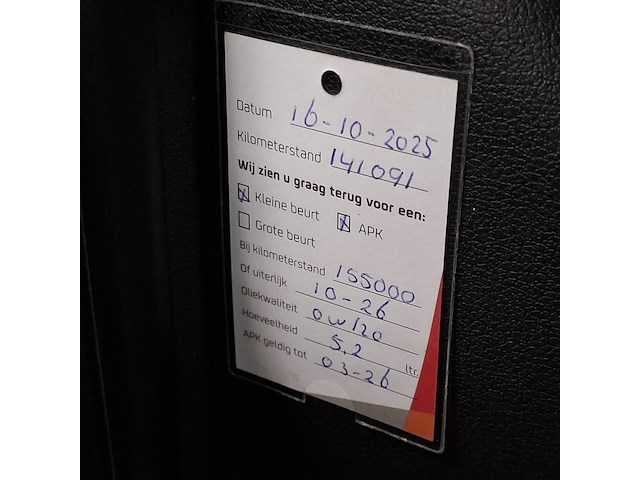 Datum 16-10-2025
Kilometerstand 141091
Wij zien u graag terug voor een:
Kleine beurt APK
Grote beurt
Bij kilometerstand 155000
Of uiterlijk 10-26
Oliekwaliteit 0W/20
Hoeveelheid 5,2 ltr.
APK geldig tot 03-26